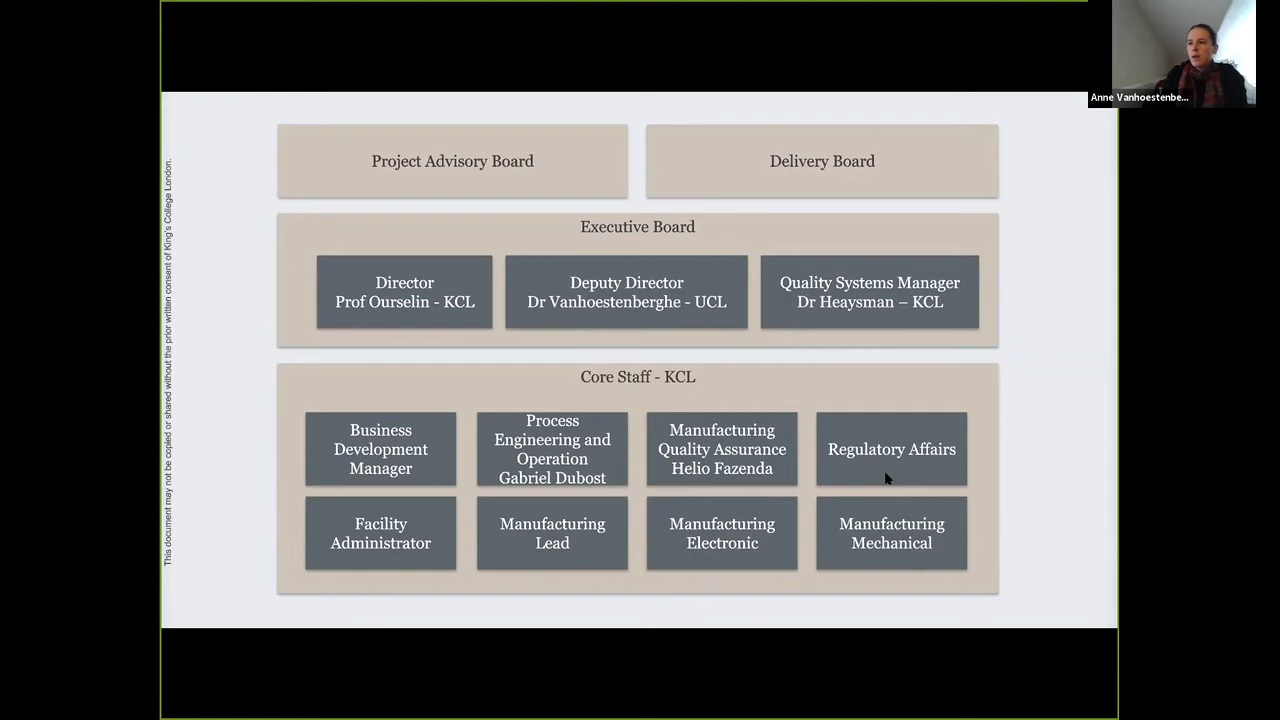 Anne Vanhoestenbe...
Project Advisory Board
Delivery Board
Executive Board
Director
Prof Ourselin - KCL
Deputy Director
Dr Vanhoestenberghe - UCL
Quality Systems Manager
Dr Heaysman – KCL
Core Staff - KCL
Business
Development
Manager
Process
Engineering and
Operation
Gabriel Dubost
Manufacturing
Quality Assurance
Helio Fazenda
Regulatory Affairs
Facility
Administrator
Manufacturing
Lead
Manufacturing
Electronic
Manufacturing
Mechanical
This document may not be copied or shared without the prior written consent of King's College London.